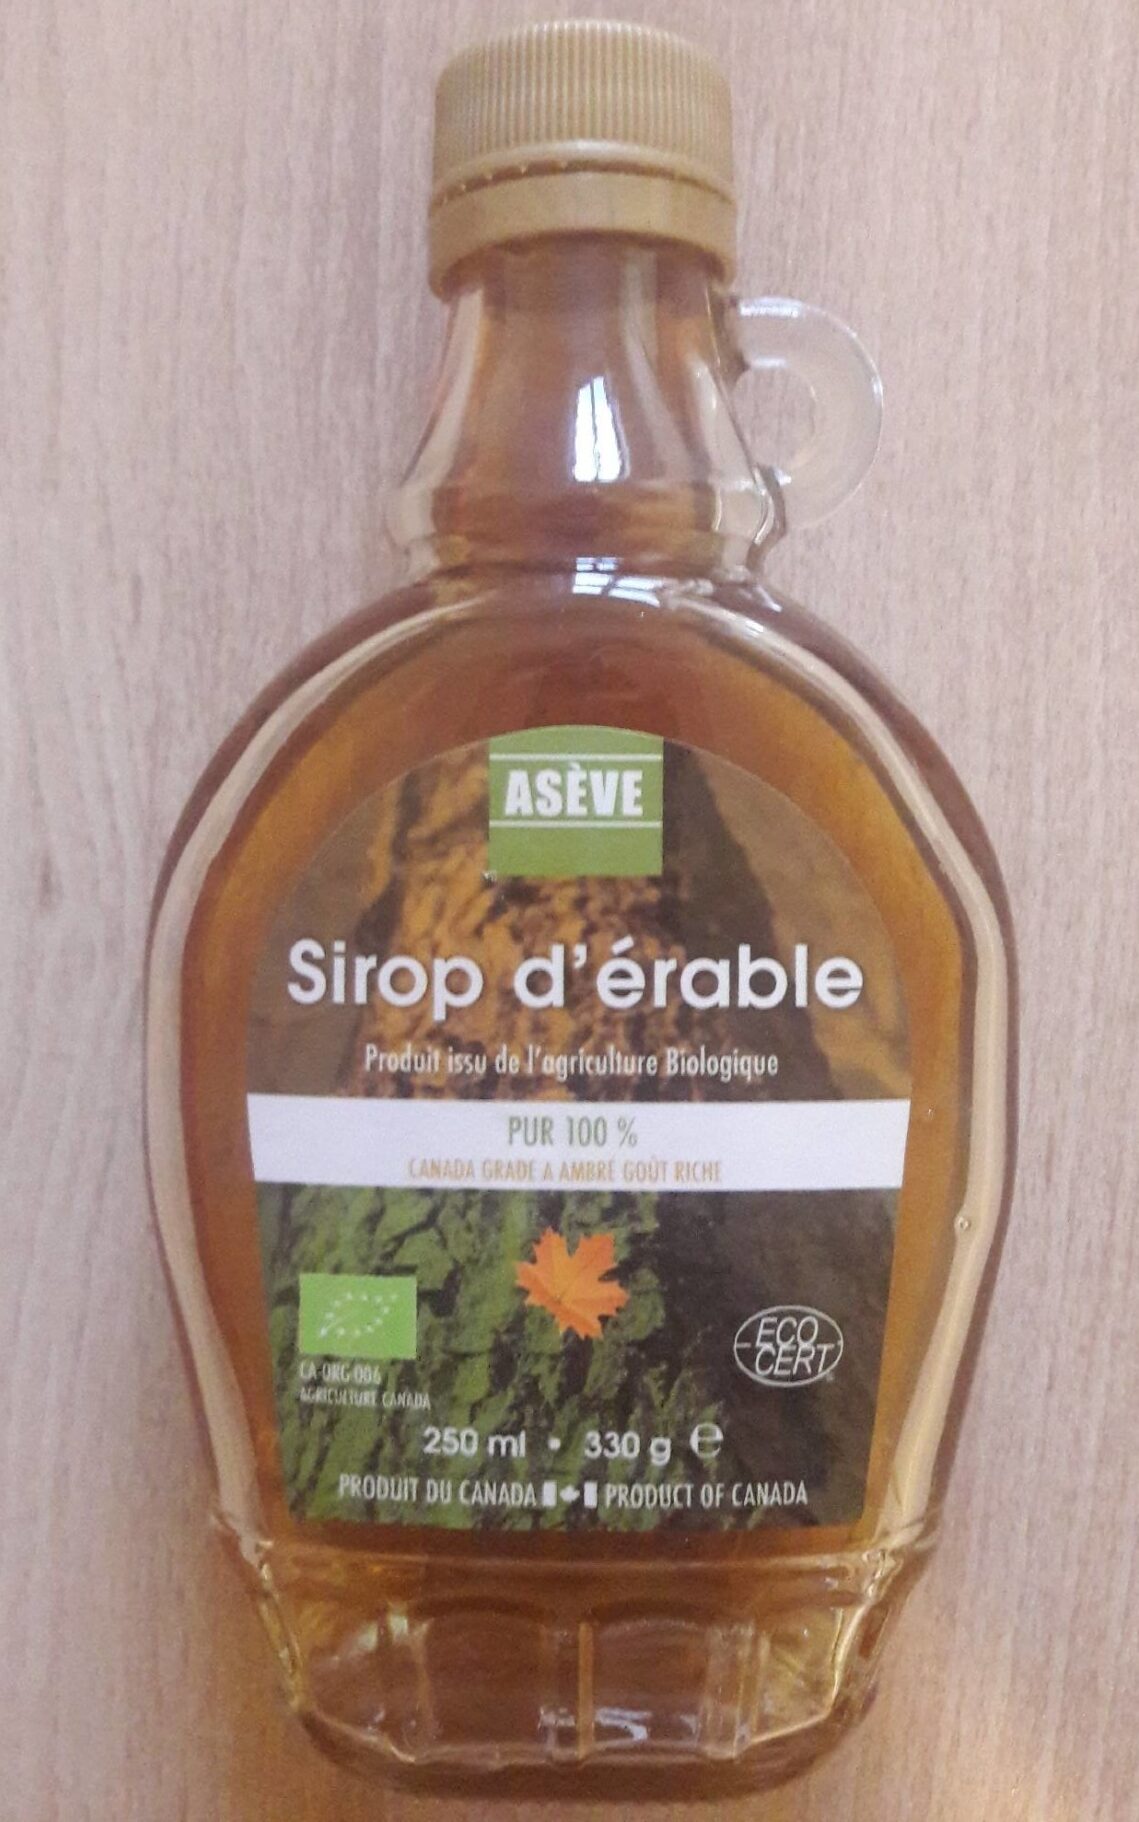 ASÈVE
Sirop d'érable
Produit issu de l'agriculture Biologique
PUR 100 %
CANADA GRADE A AMBRÉ GOÛT RICHE
ECO
CERT
CA-ORG-006
AGRICULTURE CANADA
250 ml • 330 g ℮
PRODUIT DU CANADA PRODUCT OF CANADA